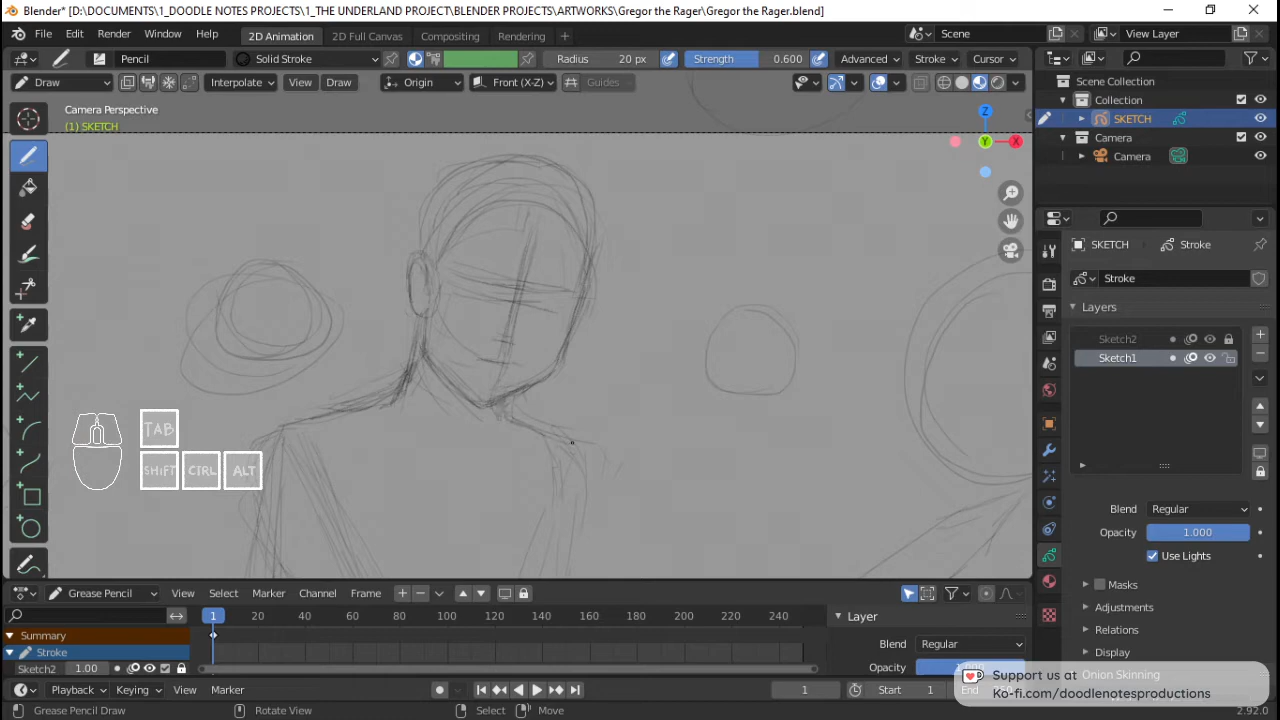 Blender* [D:\DOCUMENTS\1_DOODLE NOTES PROJECTS\1_THE UNDERLAND PROJECT\BLENDER PROJECTS\ARTWORKS\Gregor the Rager\Gregor the Rager.blend]
File Edit Render Window Help 2D Animation 2D Full Canvas Compositing Rendering Scene View Layer
Pencil Solid Stroke Radius 20 px Strength 0.600 Advanced Stroke Cursor
Draw Interpolate View Draw Origin Front (X-Z) Guides
Camera Perspective
(1) SKETCH
Z
Y
X
Scene Collection
Collection
SKETCH
Camera
Camera
SKETCH Stroke
Stroke
Layers
Sketch2
Sketch1
Blend Regular
Opacity 1.000
Use Lights
Masks
Adjustments
Relations
Display
Onion Skinning
TAB
SHIFT CTRL ALT
Grease Pencil View Select Marker Channel Frame
1 20 40 60 80 100 120 140 160 180 200 220 240
Summary
Stroke
Sketch2 1.00
Layer
Blend Regular
Opacity
Playback Keying View Marker 1 Start 1 End
Support us at
Ko-fi.com/doodlenotesproductions
Grease Pencil Draw Rotate View Select Move 2.92.0